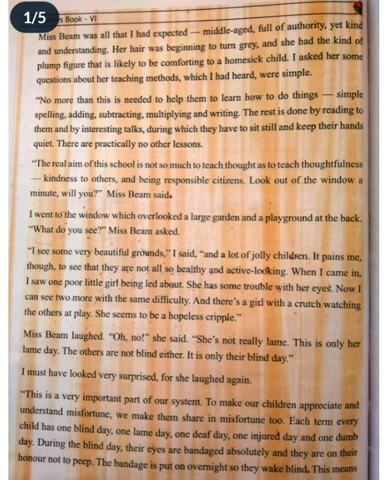 1/5
s Book - VI
Miss Beam was all that I had expected — middle-aged, full of authority, yet kind
and understanding. Her hair was beginning to turn grey, and she had the kind of
plump figure that is likely to be comforting to a homesick child. I asked her some
questions about her teaching methods, which I had heard, were simple.
“No more than this is needed to help them to learn how to do things — simple
spelling, adding, subtracting, multiplying and writing. The rest is done by reading to
them and by interesting talks, during which they have to sit still and keep their hands
quiet. There are practically no other lessons.
“The real aim of this school is not so much to teach thought as to teach thoughtfulness
— kindness to others, and being responsible citizens. Look out of the window a
minute, will you?” Miss Beam said.
I went to the window which overlooked a large garden and a playground at the back.
“What do you see?” Miss Beam asked.
“I see some very beautiful grounds,” I said, “and a lot of jolly children. It pains me,
though, to see that they are not all so healthy and active-looking. When I came in,
I saw one poor little girl being led about. She has some trouble with her eyes. Now I
can see two more with the same difficulty. And there’s a girl with a crutch watching
the others at play. She seems to be a hopeless cripple.”
Miss Beam laughed. “Oh, no!” she said. “She’s not really lame. This is only her
lame day. The others are not blind either. It is only their blind day.”
I must have looked very surprised, for she laughed again.
“This is a very important part of our system. To make our children appreciate and
understand misfortune, we make them share in misfortune too. Each term every
child has one blind day, one lame day, one deaf day, one injured day and one dumb
day. During the blind day, their eyes are bandaged absolutely and they are on their
honour not to peep. The bandage is put on overnight so they wake blind. This means